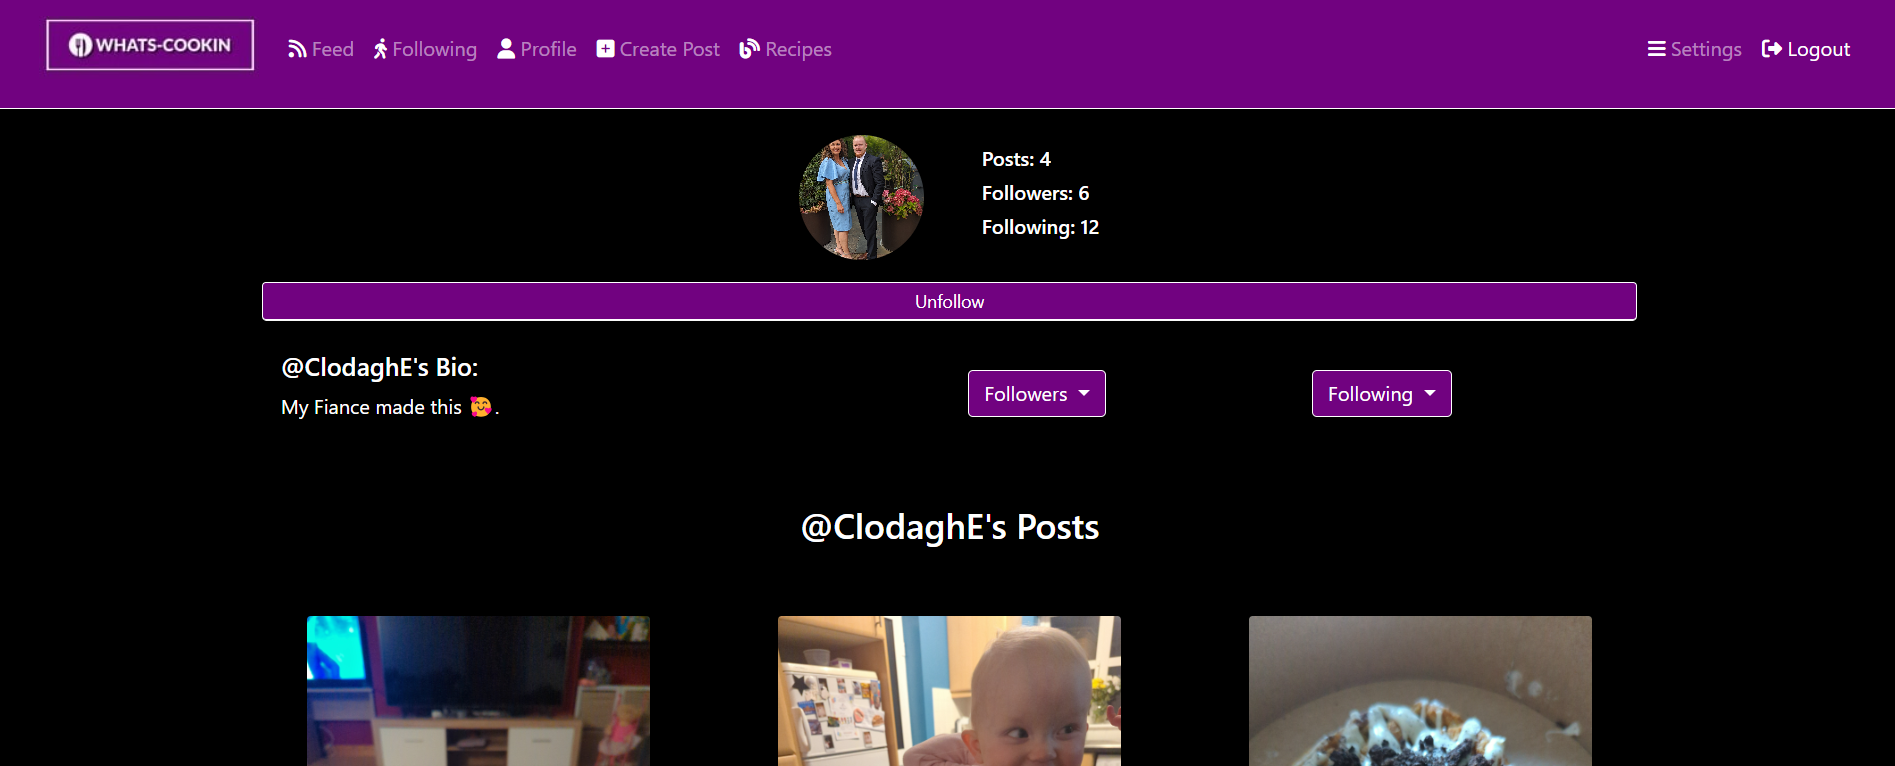 WHATS-COOKIN Feed Following Profile Create Post Recipes Settings Logout
Posts: 4
Followers: 6
Following: 12
Unfollow
@ClodaghE's Bio:
My Fiance made this 🥰.
Followers
Following
@ClodaghE's Posts